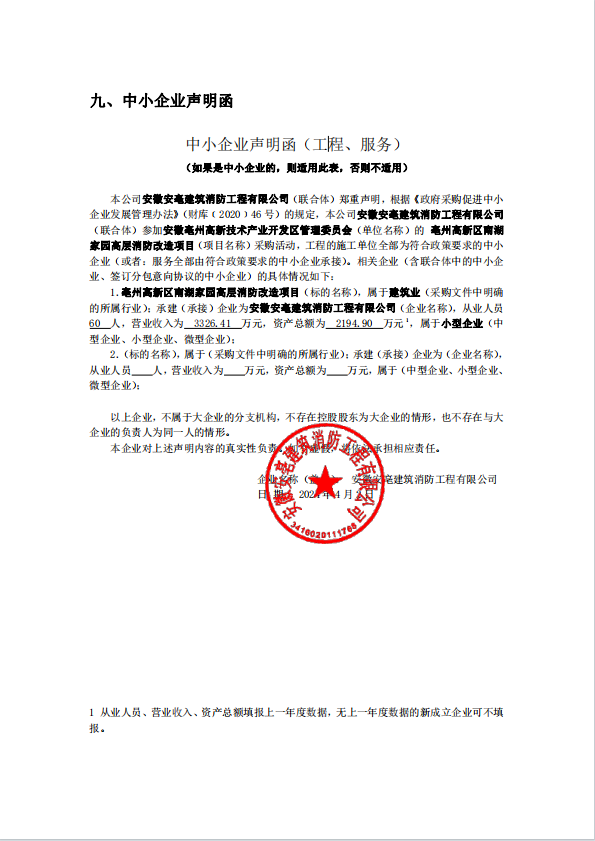 九、中小企业声明函
中小企业声明函（工程、服务）
（如果是中小企业的，则适用此表，否则不适用）
本公司安徽安亳建筑消防工程有限公司（联合体）郑重声明，根据《政府采购促进中小
企业发展管理办法》（财库﹝2020﹞46 号）的规定，本公司安徽安亳建筑消防工程有限公司
（联合体）参加安徽亳州高新技术产业开发区管理委员会（单位名称）的 亳州高新区南湖
家园高层消防改造项目（项目名称）采购活动，工程的施工单位全部为符合政策要求的中小
企业（或者：服务全部由符合政策要求的中小企业承接）。相关企业（含联合体中的中小企
业、签订分包意向协议的中小企业）的具体情况如下：
1.亳州高新区南湖家园高层消防改造项目（标的名称），属于建筑业（采购文件中明确
的所属行业）；承建（承接）企业为安徽安亳建筑消防工程有限公司（企业名称），从业人员
60 人，营业收入为 3326.41 万元，资产总额为 2194.90 万元1，属于小型企业（中
型企业、小型企业、微型企业）；
2.（标的名称），属于（采购文件中明确的所属行业）；承建（承接）企业为（企业名称），
从业人员____人，营业收入为____万元，资产总额为____万元，属于（中型企业、小型企业、
微型企业）；
以上企业，不属于大企业的分支机构，不存在控股股东为大企业的情形，也不存在与大
企业的负责人为同一人的情形。
本企业对上述声明内容的真实性负责。如有虚假，将依法承担相应责任。
企业名称（盖章）：安徽安亳建筑消防工程有限公司
日 期：2024 年 4 月 日
安徽安亳建筑消防工程有限公司
3416020111768
1 从业人员、营业收入、资产总额填报上一年度数据，无上一年度数据的新成立企业可不填
报。